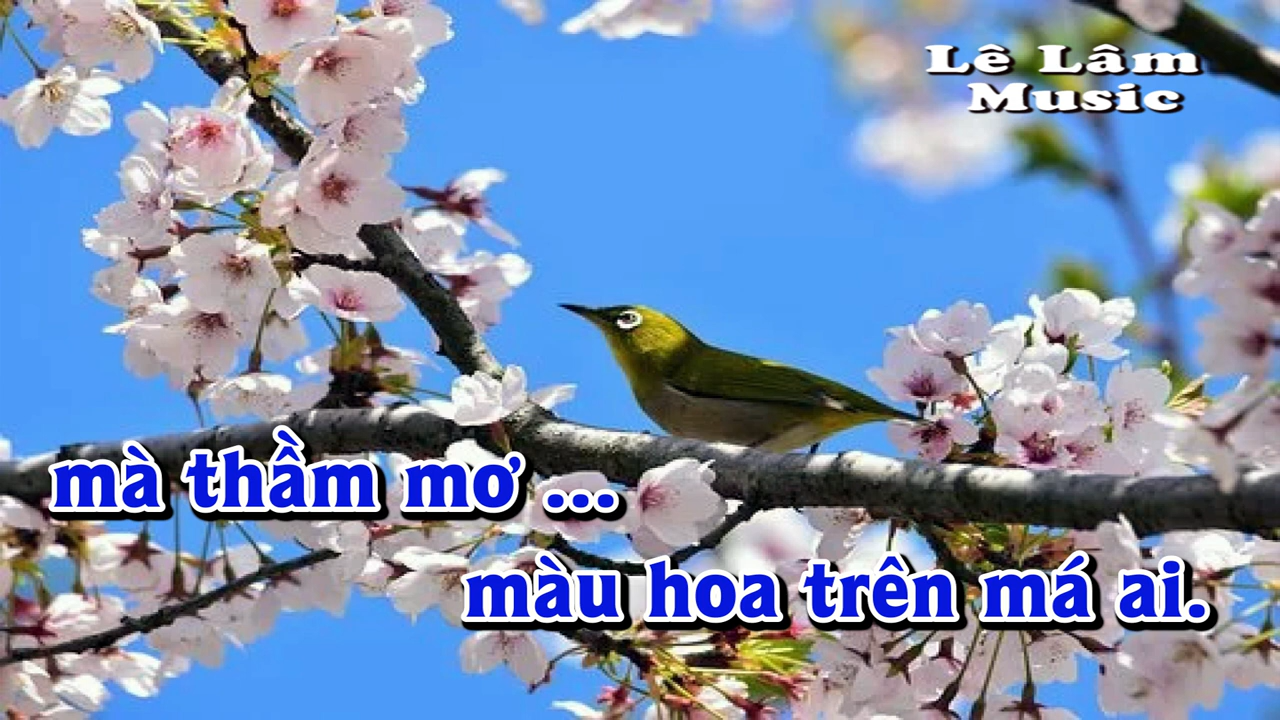 Lê Lâm
Music
mà thầm mơ ...
màu hoa trên má ai.